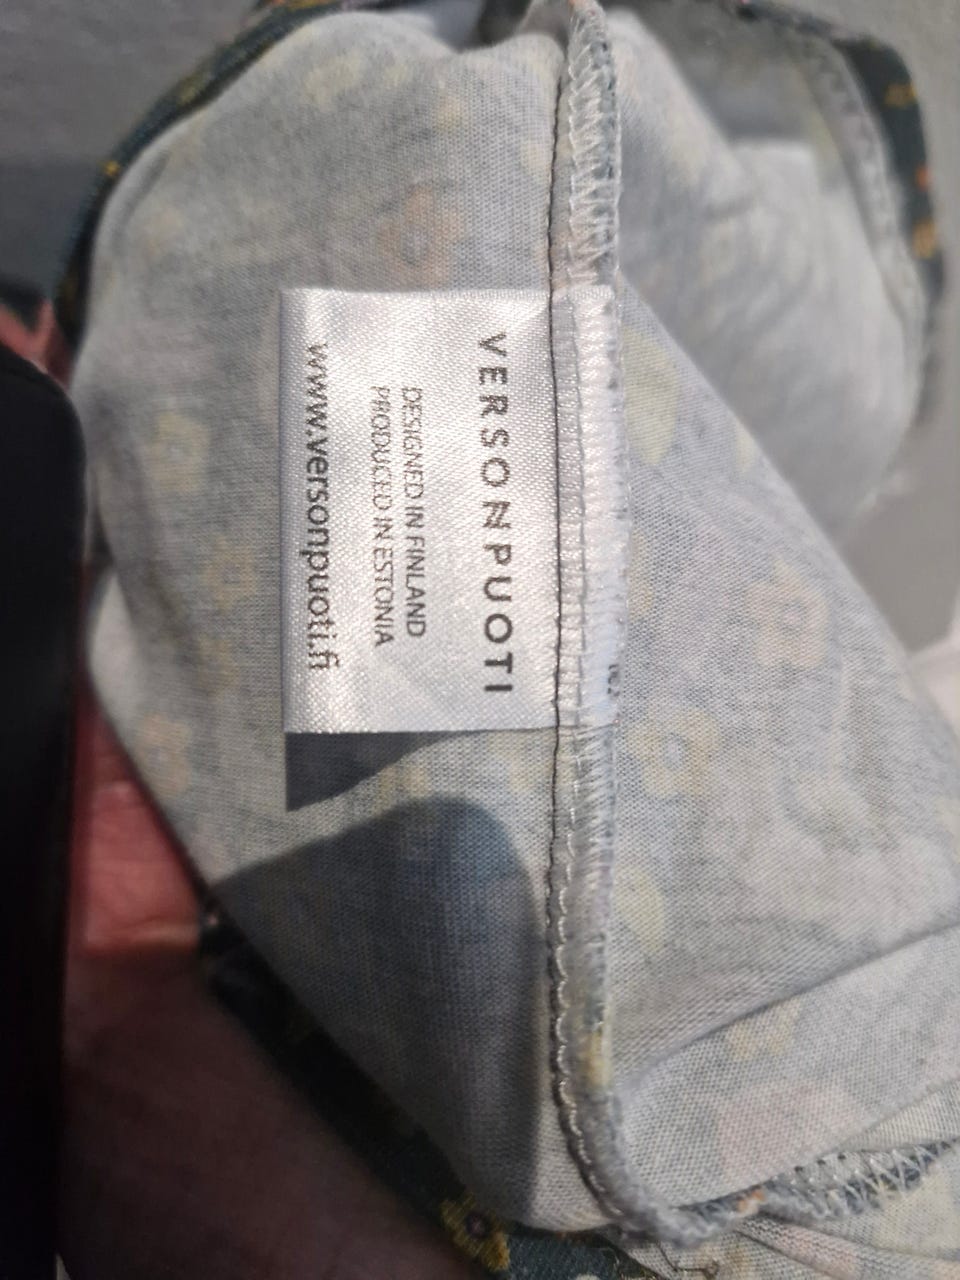 VERSONPUOTI
DESIGNED IN FINLAND
PRODUCED IN ESTONIA
www.versonpuoti.fi